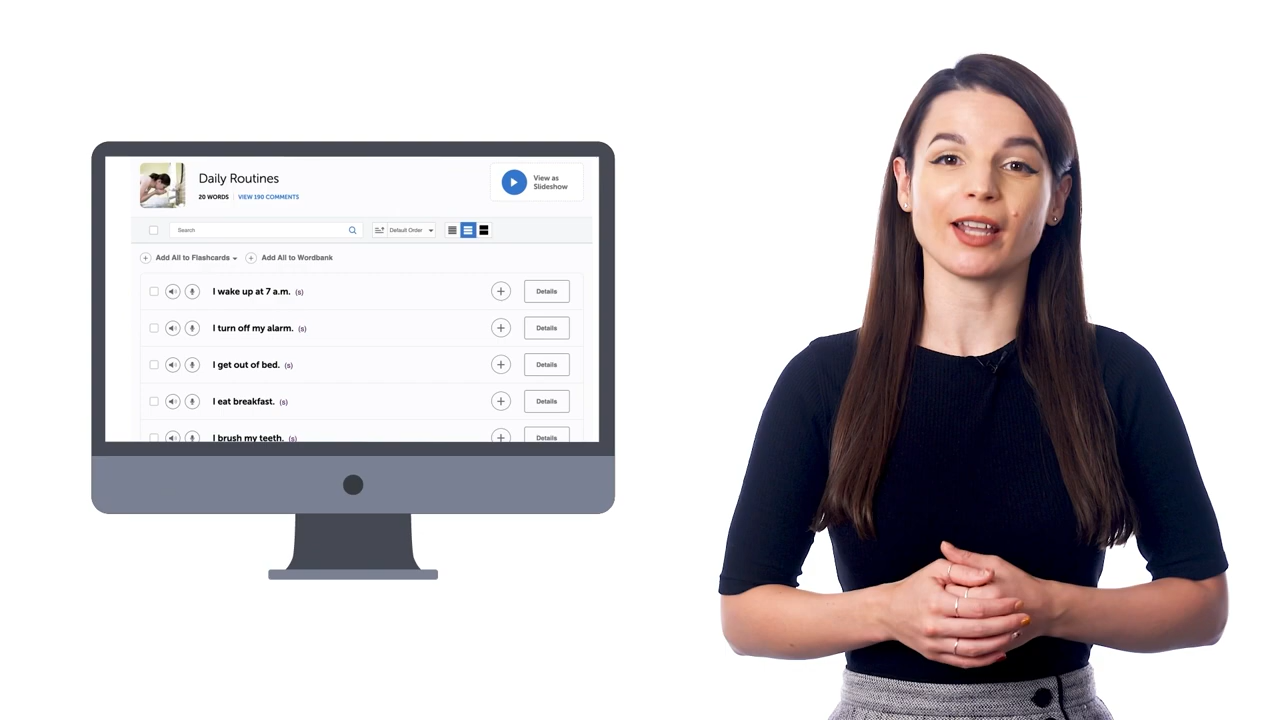 Daily Routines
20 WORDS VIEW 190 COMMENTS
View as
Slideshow
Search
Default Order
Add All to Flashcards
Add All to Wordbank
I wake up at 7 a.m. (s)
Details
I turn off my alarm. (s)
Details
I get out of bed. (s)
Details
I eat breakfast. (s)
Details
I brush my teeth. (s)
Details